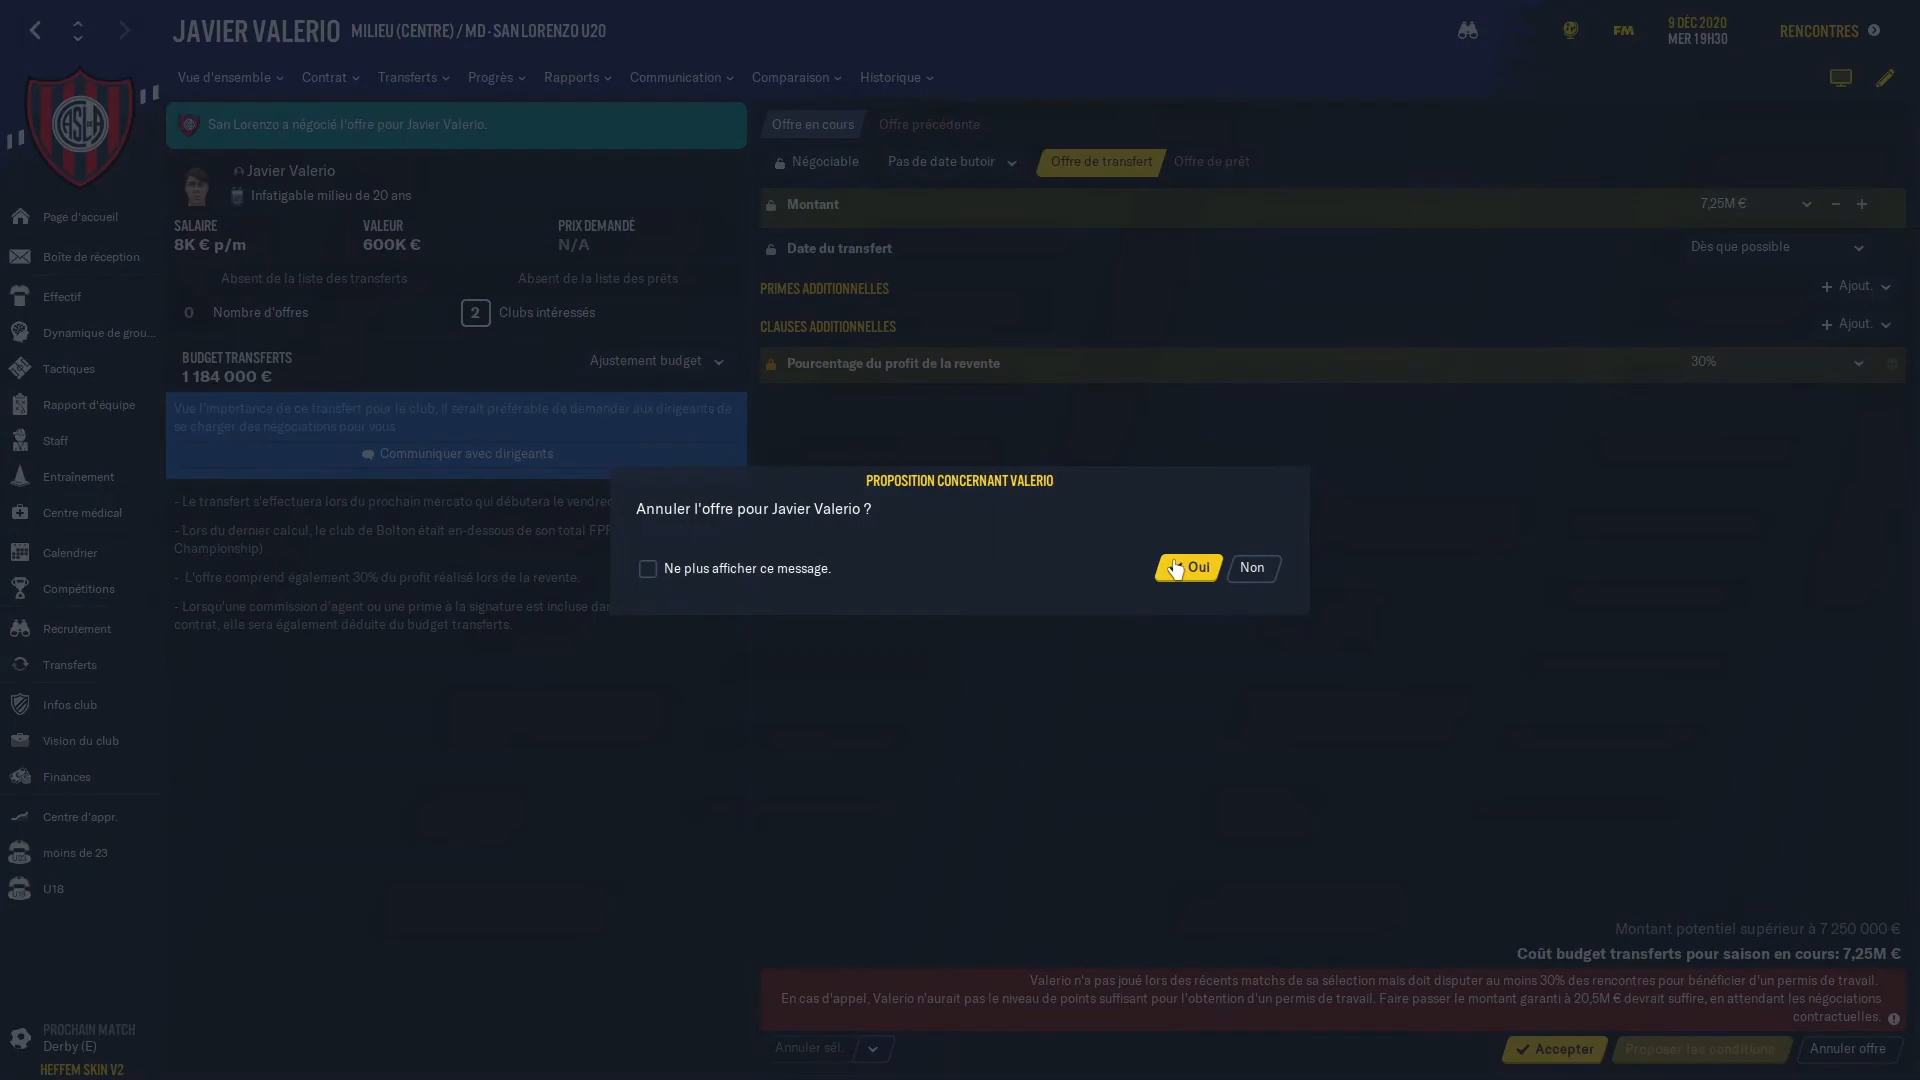 JAVIER VALERIO
MILIEU (CENTRE) / MD - SAN LORENZO U20
FM
9 DÉC 2020
MER 19H30
RENCONTRES
Vue d'ensemble
Contrat
Transferts
Progrès
Rapports
Communication
Comparaison
Historique
CASLA
Page d'accueil
Boîte de réception
Effectif
Dynamique de grou...
Tactiques
Rapport d'équipe
Staff
Entraînement
Centre médical
Calendrier
Compétitions
Recrutement
Transferts
Infos club
Vision du club
Finances
Centre d'appr.
moins de 23
U18
PROCHAIN MATCH
Derby (E)
HEFFEM SKIN V2
San Lorenzo a négocié l'offre pour Javier Valerio.
Javier Valerio
Infatigable milieu de 20 ans
SALAIRE
8K € p/m
VALEUR
600K €
PRIX DEMANDÉ
N/A
Absent de la liste des transferts
Absent de la liste des prêts
0 Nombre d'offres
2 Clubs intéressés
BUDGET TRANSFERTS
1 184 000 €
Ajustement budget
Vue l'importance de ce transfert pour le club, il serait préférable de demander aux dirigeants de
se charger des négociations pour vous
Communiquer avec dirigeants
- Le transfert s'effectuera lors du prochain mercato qui débutera le vendre
- Lors du dernier calcul, le club de Bolton était en-dessous de son total FPF
Championship)
- L'offre comprend également 30% du profit réalisé lors de la revente.
- Lorsqu'une commission d'agent ou une prime à la signature est incluse dan
contrat, elle sera également déduite du budget transferts.
Offre en cours
Offre précédente
Négociable
Pas de date butoir
Offre de transfert
Offre de prêt
Montant
7,25M €
Date du transfert
Dès que possible
PRIMES ADDITIONNELLES
+ Ajout.
CLAUSES ADDITIONNELLES
+ Ajout.
Pourcentage du profit de la revente
30%
PROPOSITION CONCERNANT VALERIO
Annuler l'offre pour Javier Valerio ?
Ne plus afficher ce message.
Oui
Non
Montant potentiel supérieur à 7 250 000 €
Coût budget transferts pour saison en cours: 7,25M €
Valerio n'a pas joué lors des récents matchs de sa sélection mais doit disputer au moins 30% des rencontres pour bénéficier d'un permis de travail.
En cas d'appel, Valerio n'aurait pas le niveau de points suffisant pour l'obtention d'un permis de travail. Faire passer le montant garanti à 20,5M € devrait suffire, en attendant les négociations
contractuelles.
Annuler sél.
Accepter
Proposer les conditions
Annuler offre